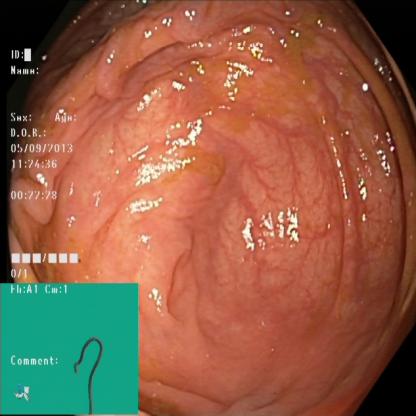 ID:
Name:
Sex: Age:
D.O.B.:
05/09/2013
11:24:36
00:22:28
■■■/■■■
0/1
Eh:A1 Cm:1
Comment: